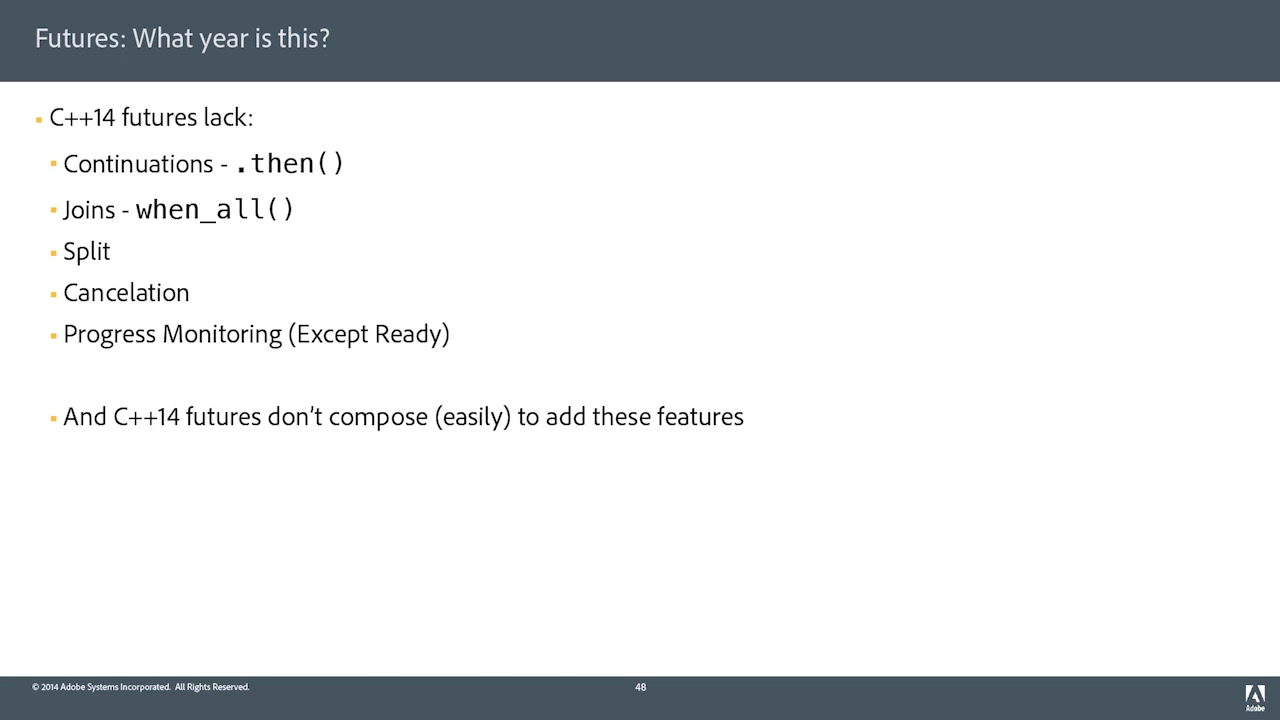 Futures: What year is this?
▪ C++14 futures lack:
▪ Continuations - .then()
▪ Joins - when_all()
▪ Split
▪ Cancelation
▪ Progress Monitoring (Except Ready)
▪ And C++14 futures don’t compose (easily) to add these features
© 2014 Adobe Systems Incorporated. All Rights Reserved.
48
Adobe